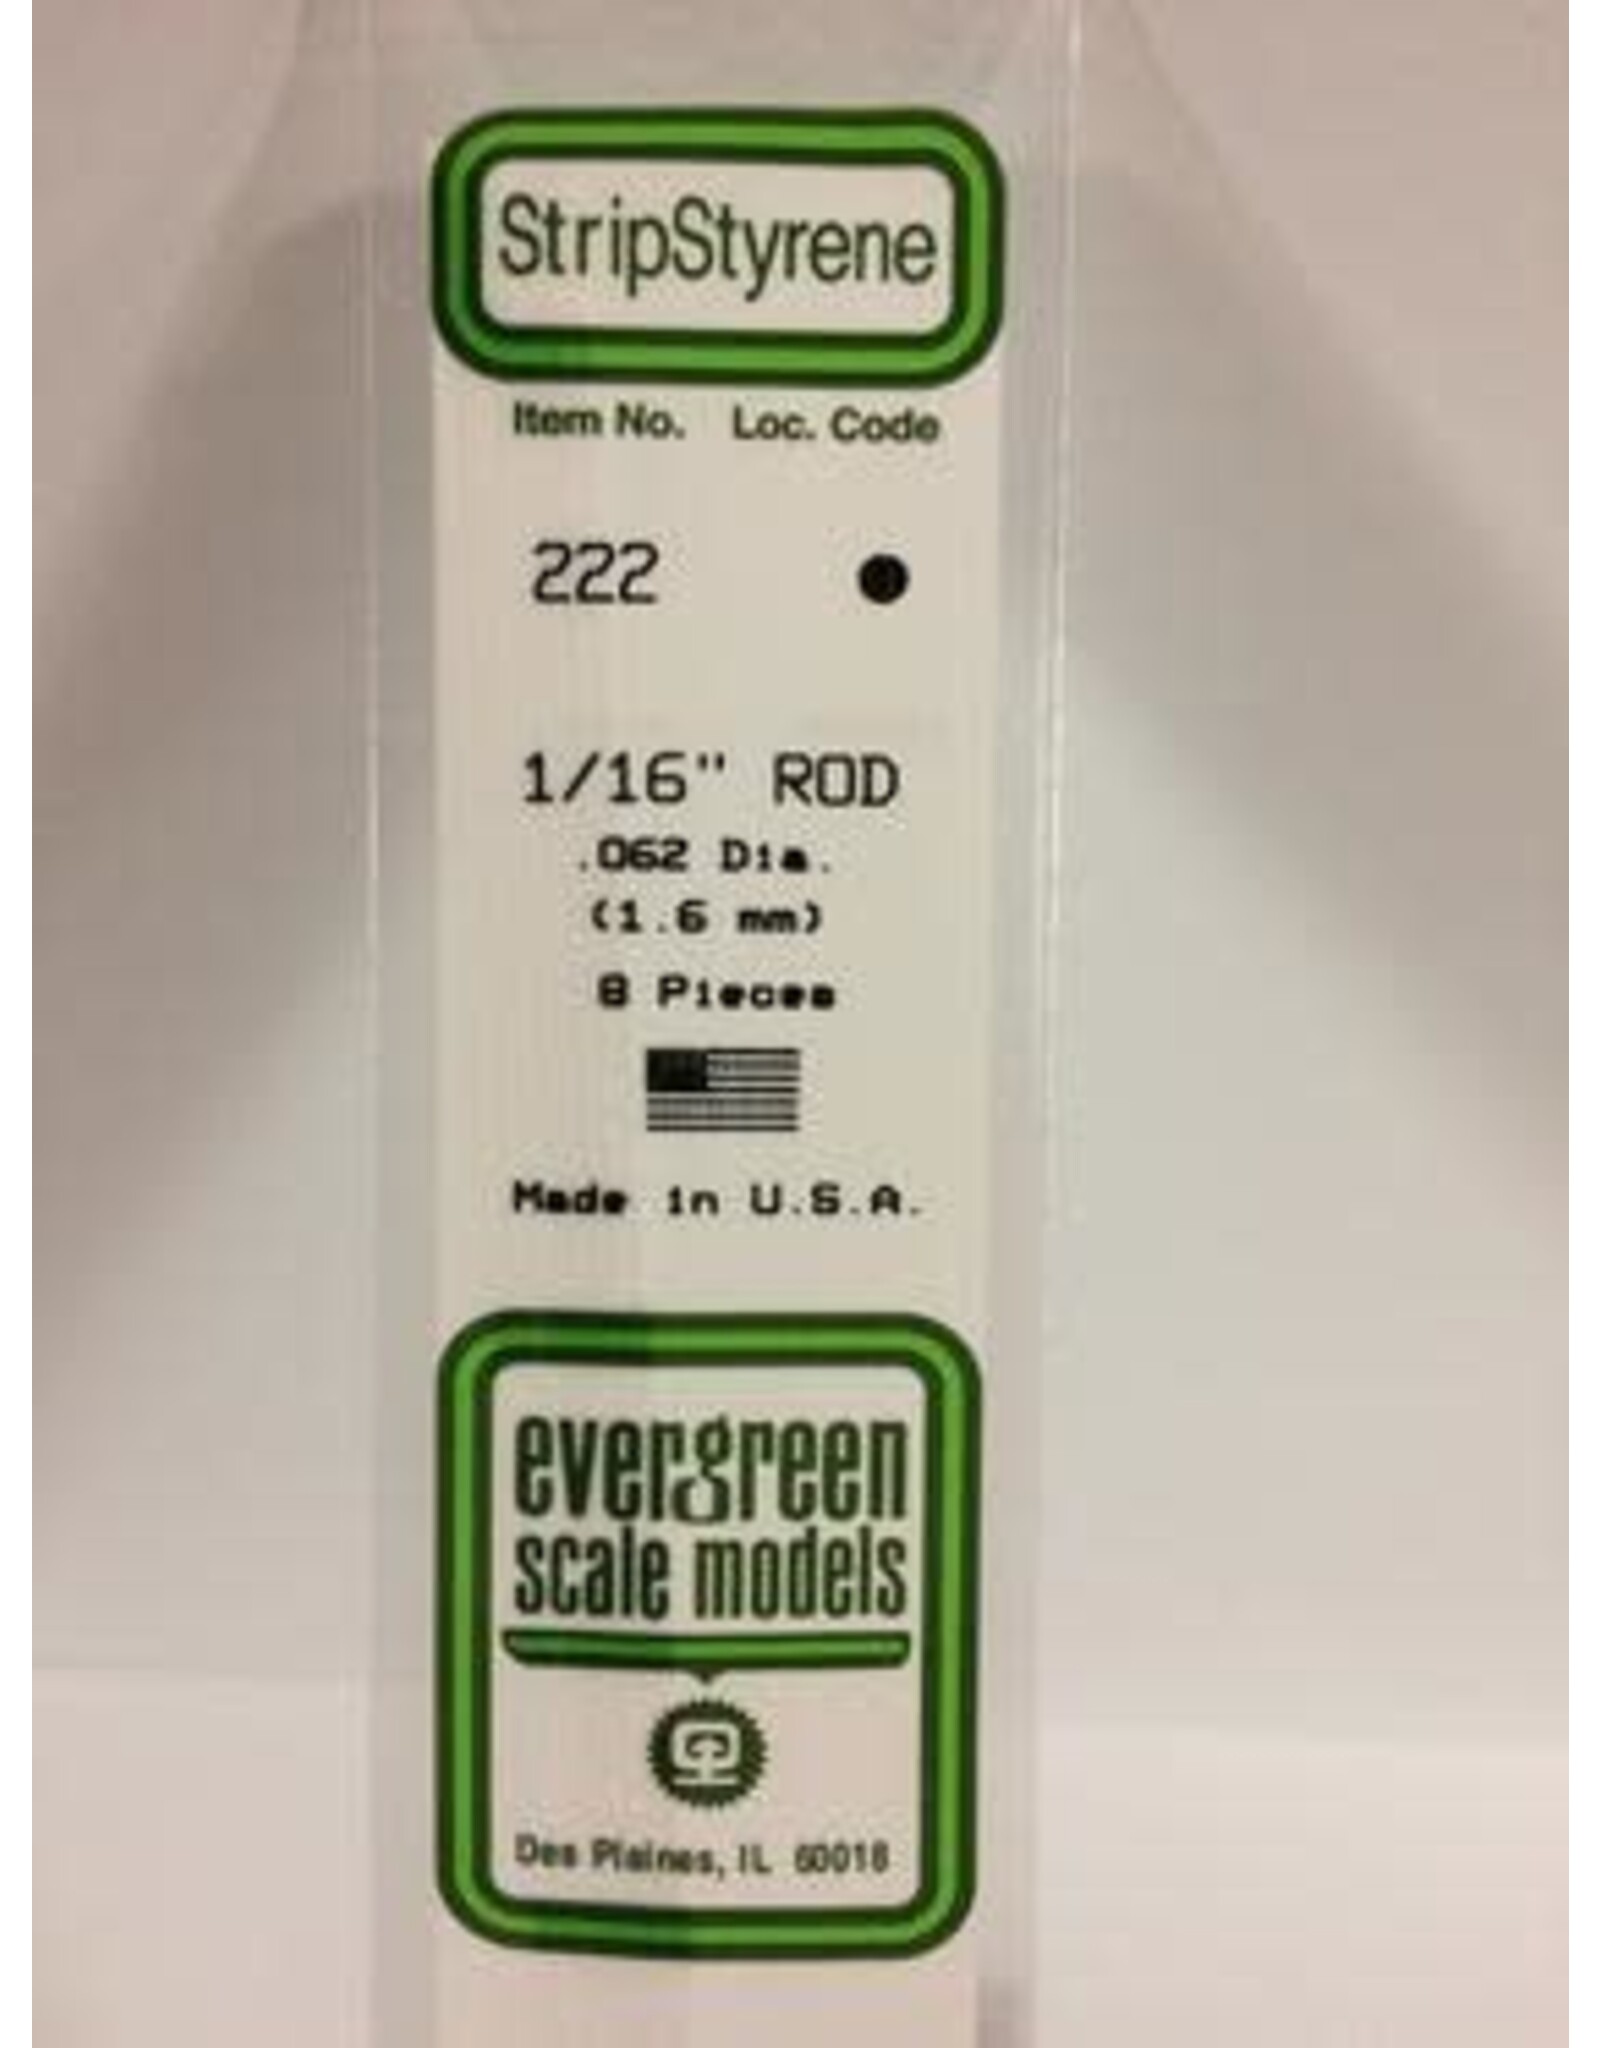 StripStyrene
Item No. Loc. Code
222 ●
1/16" ROD
.062 Dia.
(1.6 mm)
8 Pieces
Made in U.S.A.
evergreen
scale models
Des Plaines, IL 60018